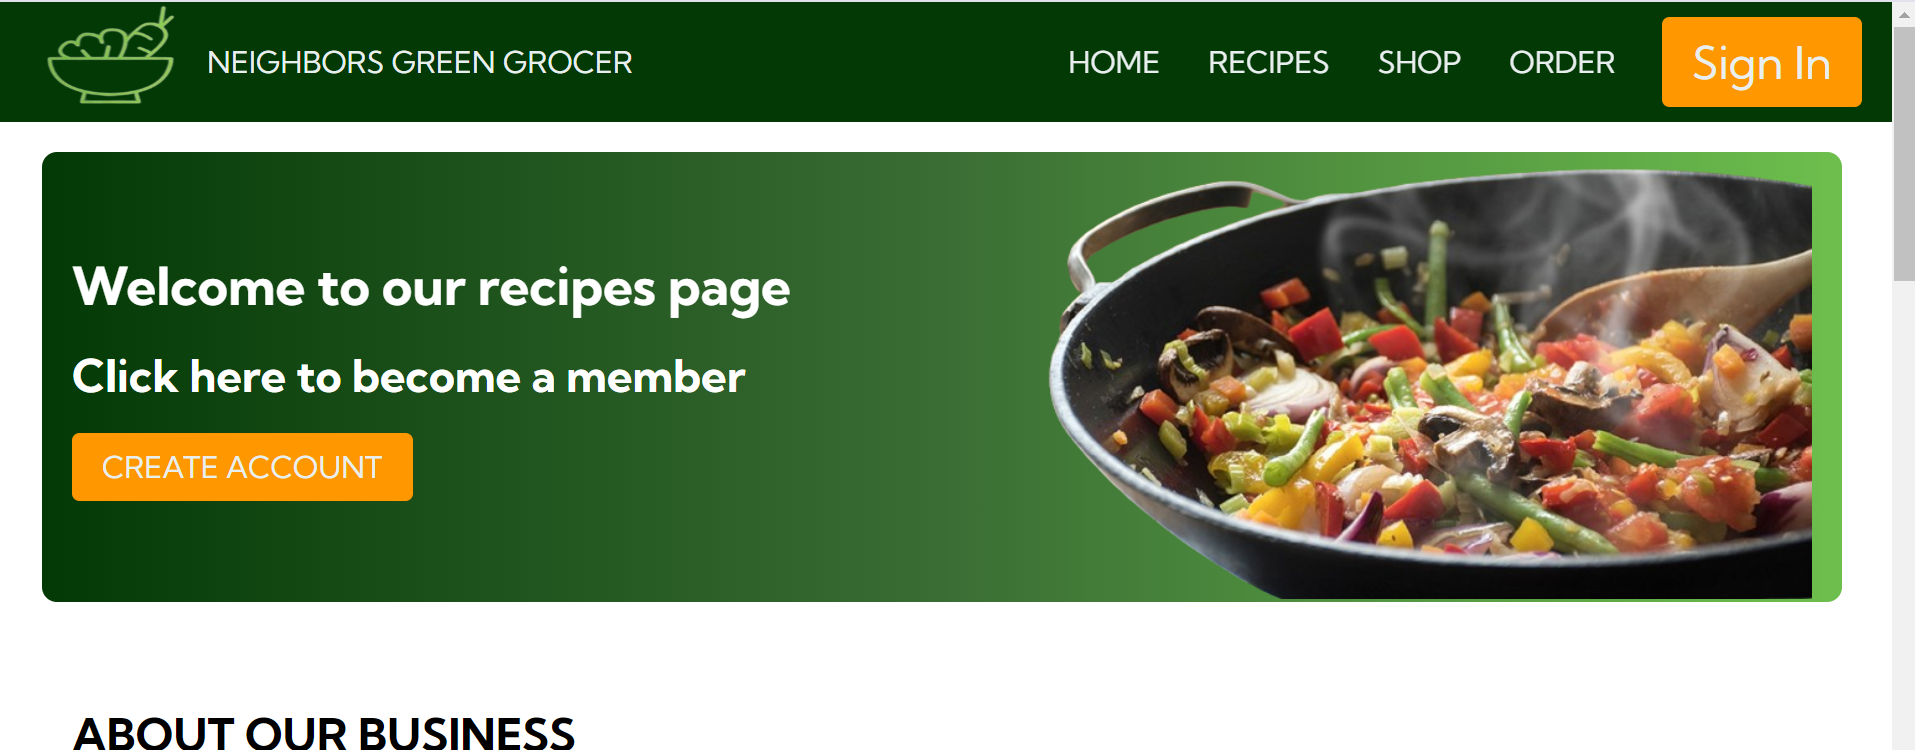 NEIGHBORS GREEN GROCER
HOME
RECIPES
SHOP
ORDER
Sign In
Welcome to our recipes page
Click here to become a member
CREATE ACCOUNT
ABOUT OUR BUSINESS